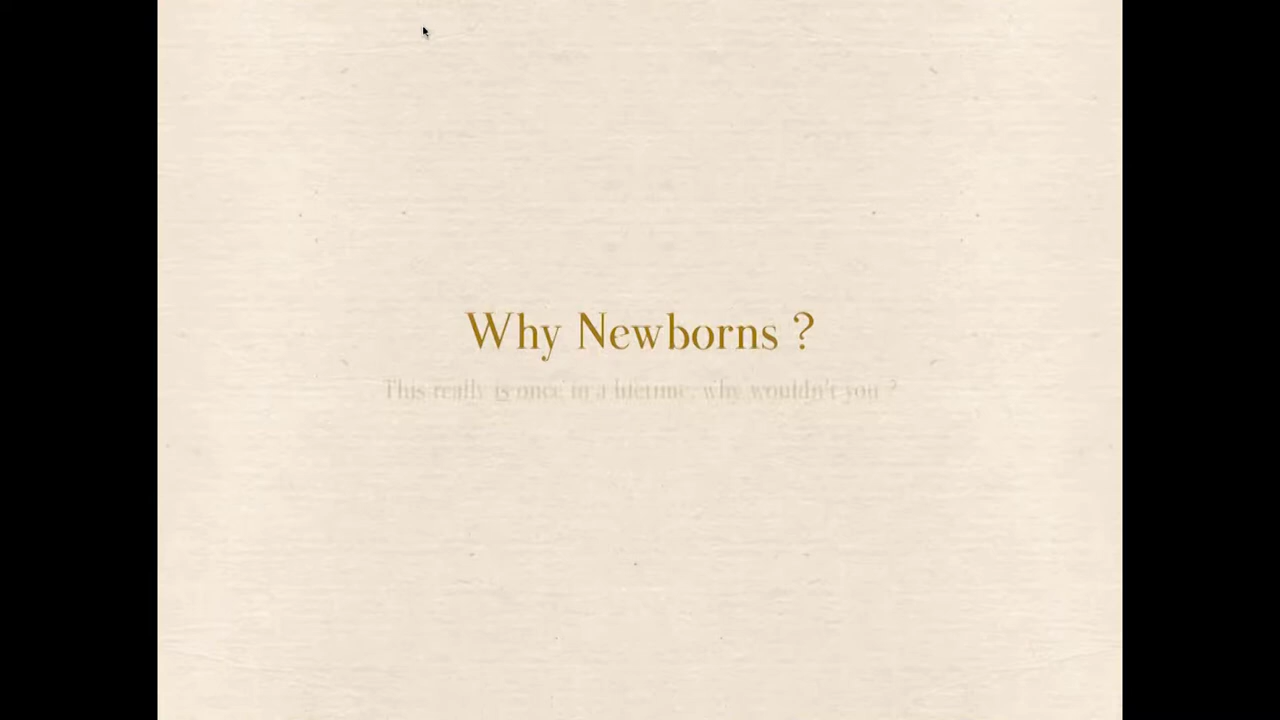 Why Newborns ?
This really is once in a lifetime, why wouldn't you ?